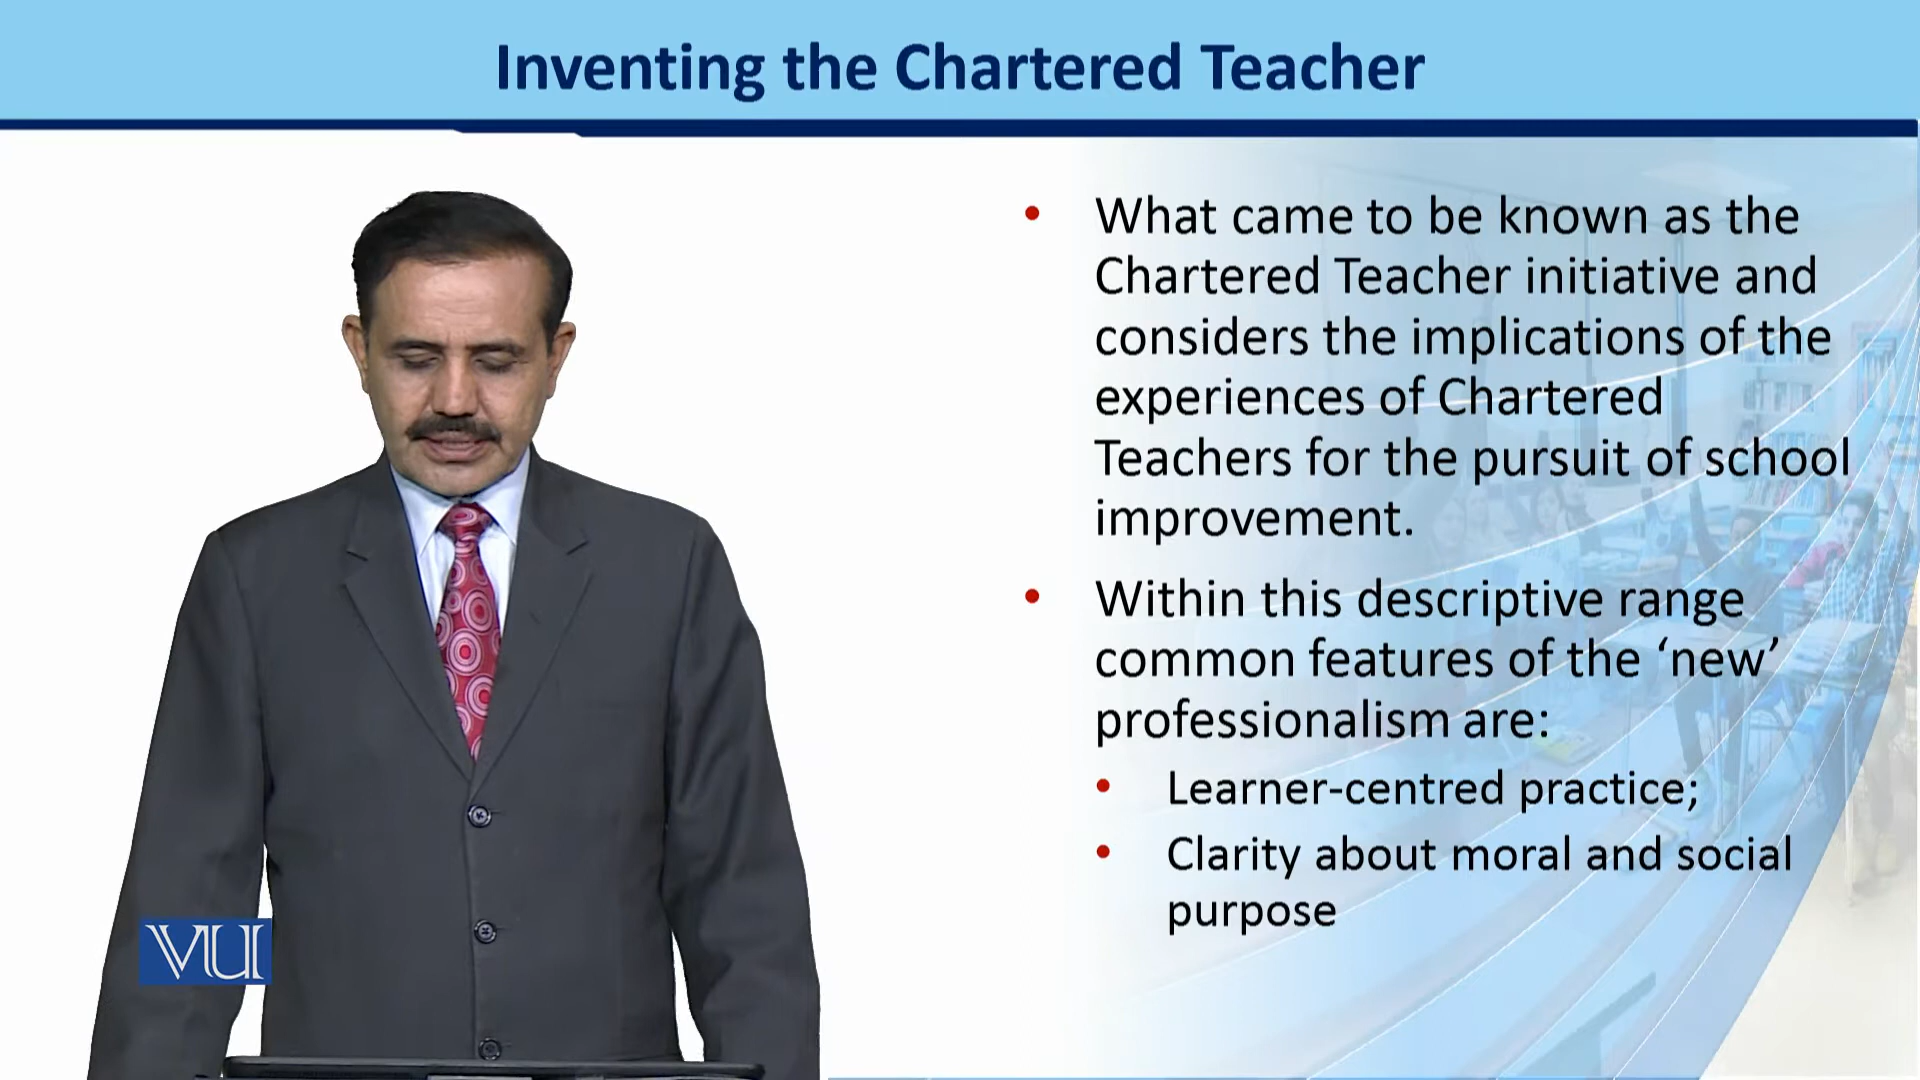 Inventing the Chartered Teacher
• What came to be known as the
Chartered Teacher initiative and
considers the implications of the
experiences of Chartered
Teachers for the pursuit of school
improvement.
• Within this descriptive range
common features of the ‘new’
professionalism are:
• Learner-centred practice;
• Clarity about moral and social
purpose
VU